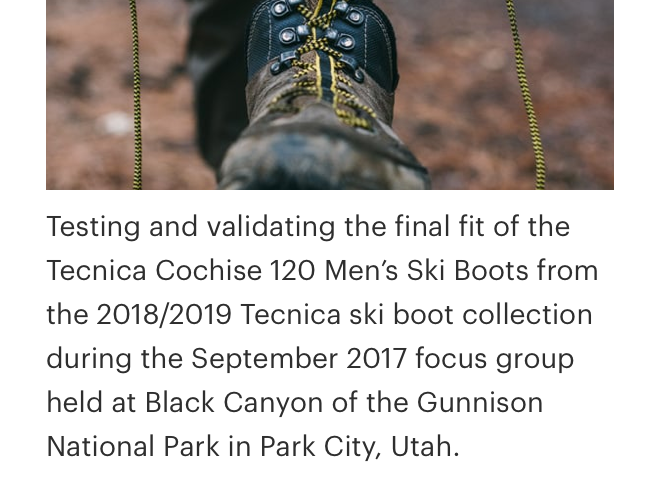 Testing and validating the final fit of the
Tecnica Cochise 120 Men’s Ski Boots from
the 2018/2019 Tecnica ski boot collection
during the September 2017 focus group
held at Black Canyon of the Gunnison
National Park in Park City, Utah.